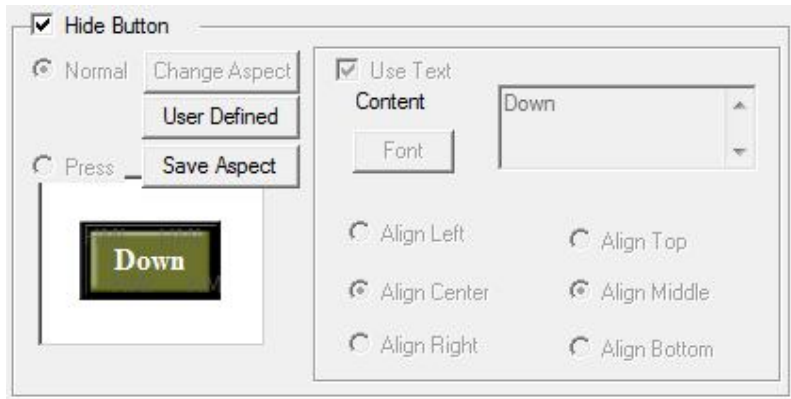 Hide Button
Normal
Change Aspect
User Defined
Press
Save Aspect
Down
Use Text
Content
Down
Font
Align Left
Align Top
Align Center
Align Middle
Align Right
Align Bottom